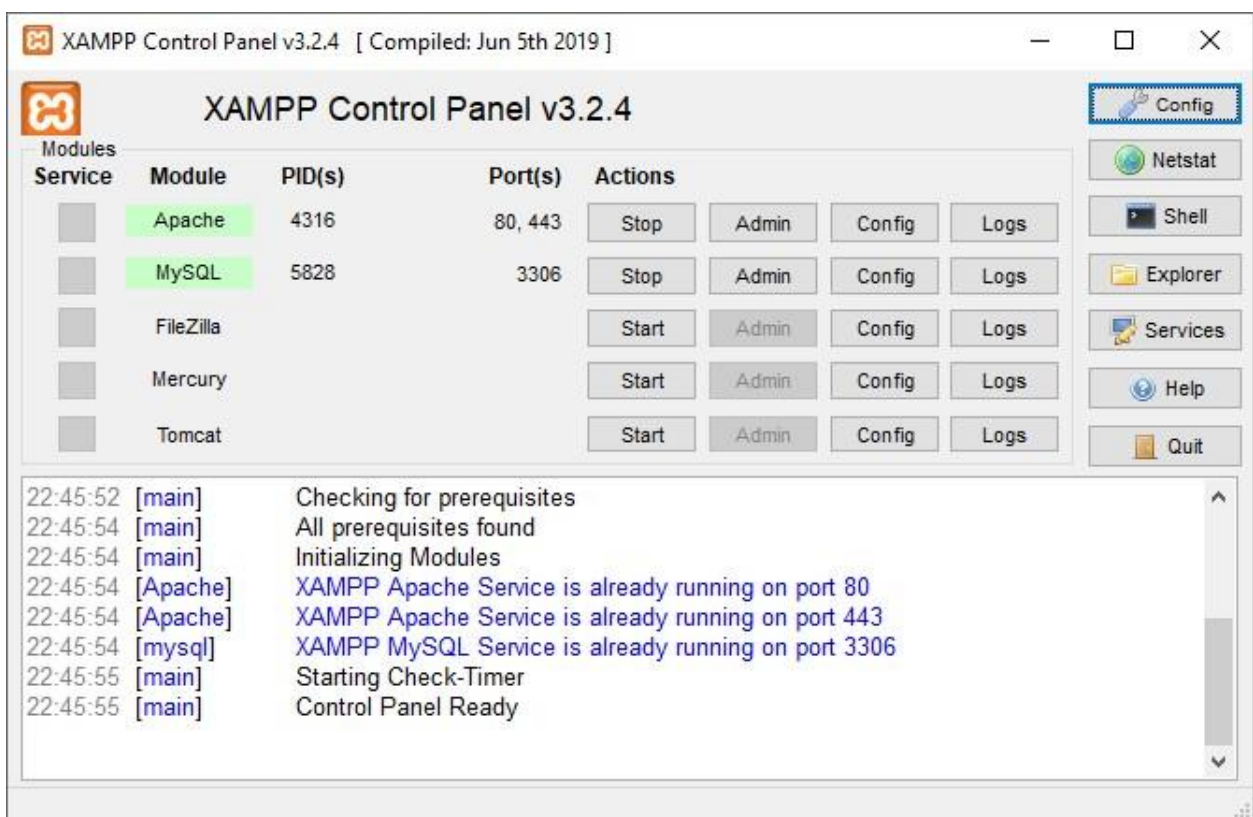 XAMPP Control Panel v3.2.4 [ Compiled: Jun 5th 2019 ]
XAMPP Control Panel v3.2.4
Config
Modules
Service Module PID(s) Port(s) Actions
Netstat
Apache 4316 80, 443 Stop Admin Config Logs
Shell
MySQL 5828 3306 Stop Admin Config Logs
Explorer
FileZilla Start Admin Config Logs
Services
Mercury Start Admin Config Logs
Help
Tomcat Start Admin Config Logs
Quit
22:45:52 [main] Checking for prerequisites
22:45:54 [main] All prerequisites found
22:45:54 [main] Initializing Modules
22:45:54 [Apache] XAMPP Apache Service is already running on port 80
22:45:54 [Apache] XAMPP Apache Service is already running on port 443
22:45:54 [mysql] XAMPP MySQL Service is already running on port 3306
22:45:55 [main] Starting Check-Timer
22:45:55 [main] Control Panel Ready